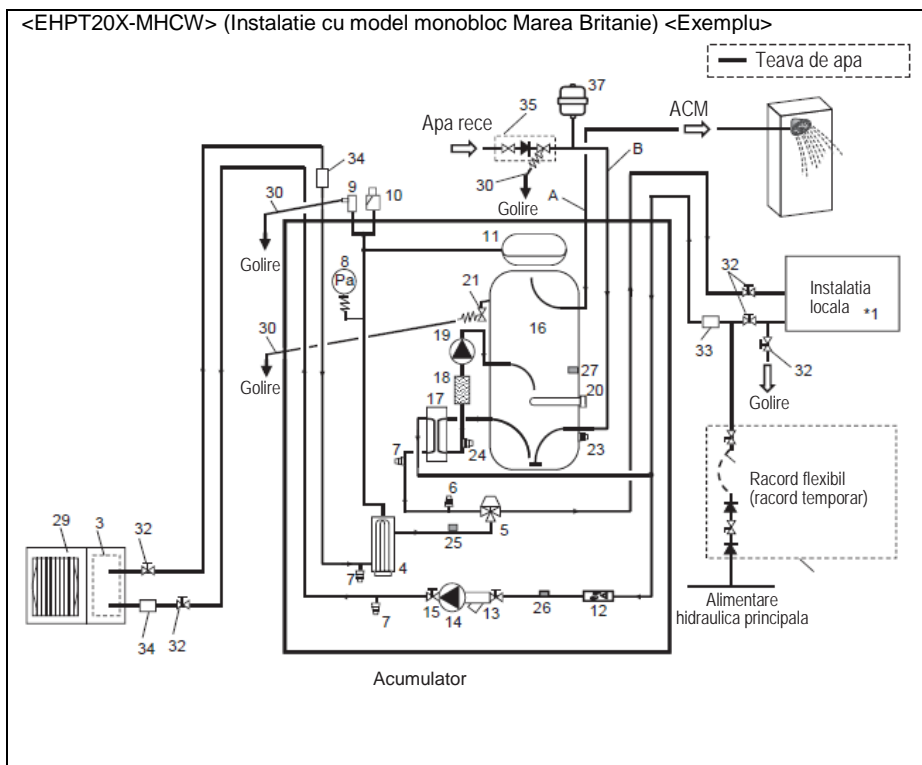 <EHPT20X-MHCW> (Instalatie cu model monobloc Marea Britanie) <Exemplu>
Teava de apa
37
35
ACM
Apa rece
B
34
30
9
10
30
A
Golire
Golire
11
8
Pa
21
32
Instalatia
locala
*1
16
30
19
33
32
27
Golire
18
20
Golire
17
7
24
23
Racord flexibil
(racord temporar)
6
5
29
3
32
25
4
7
15
26
12
14
13
7
34
32
Alimentare
hidraulica principala
Acumulator